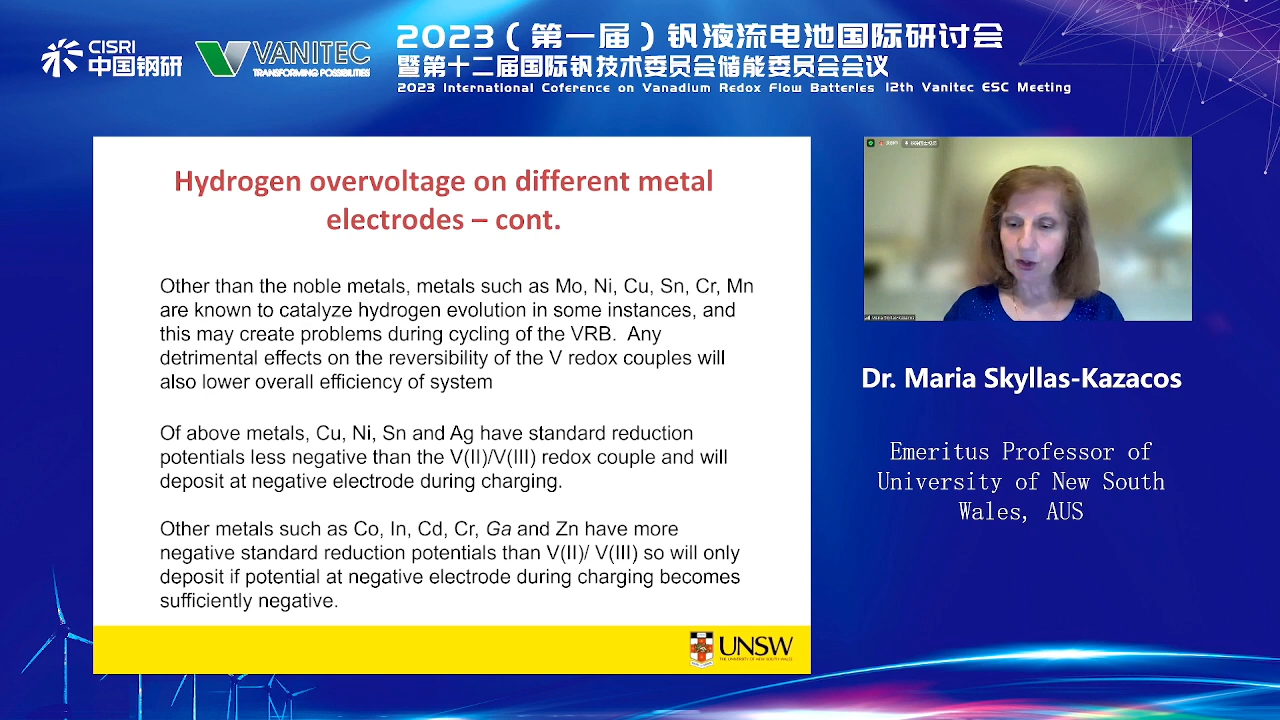 CISRI
中国钢研
VANITEC
TRANSFORMING POSSIBILITIES
2023（第一届）钒液流电池国际研讨会
暨第十二届国际钒技术委员会储能委员会会议
2023 International Coference on Vanadium Redox Flow Batteries 12th Vanitec ESC Meeting
Hydrogen overvoltage on different metal
electrodes – cont.
Other than the noble metals, metals such as Mo, Ni, Cu, Sn, Cr, Mn
are known to catalyze hydrogen evolution in some instances, and
this may create problems during cycling of the VRB.  Any
detrimental effects on the reversibility of the V redox couples will
also lower overall efficiency of system
Of above metals, Cu, Ni, Sn and Ag have standard reduction
potentials less negative than the V(II)/V(III) redox couple and will
deposit at negative electrode during charging.
Other metals such as Co, In, Cd, Cr, Ga and Zn have more
negative standard reduction potentials than V(II)/ V(III) so will only
deposit if potential at negative electrode during charging becomes
sufficiently negative.
UNSW
THE UNIVERSITY OF NEW SOUTH WALES
Dr. Maria Skyllas-Kazacos
Emeritus Professor of
University of New South
Wales, AUS